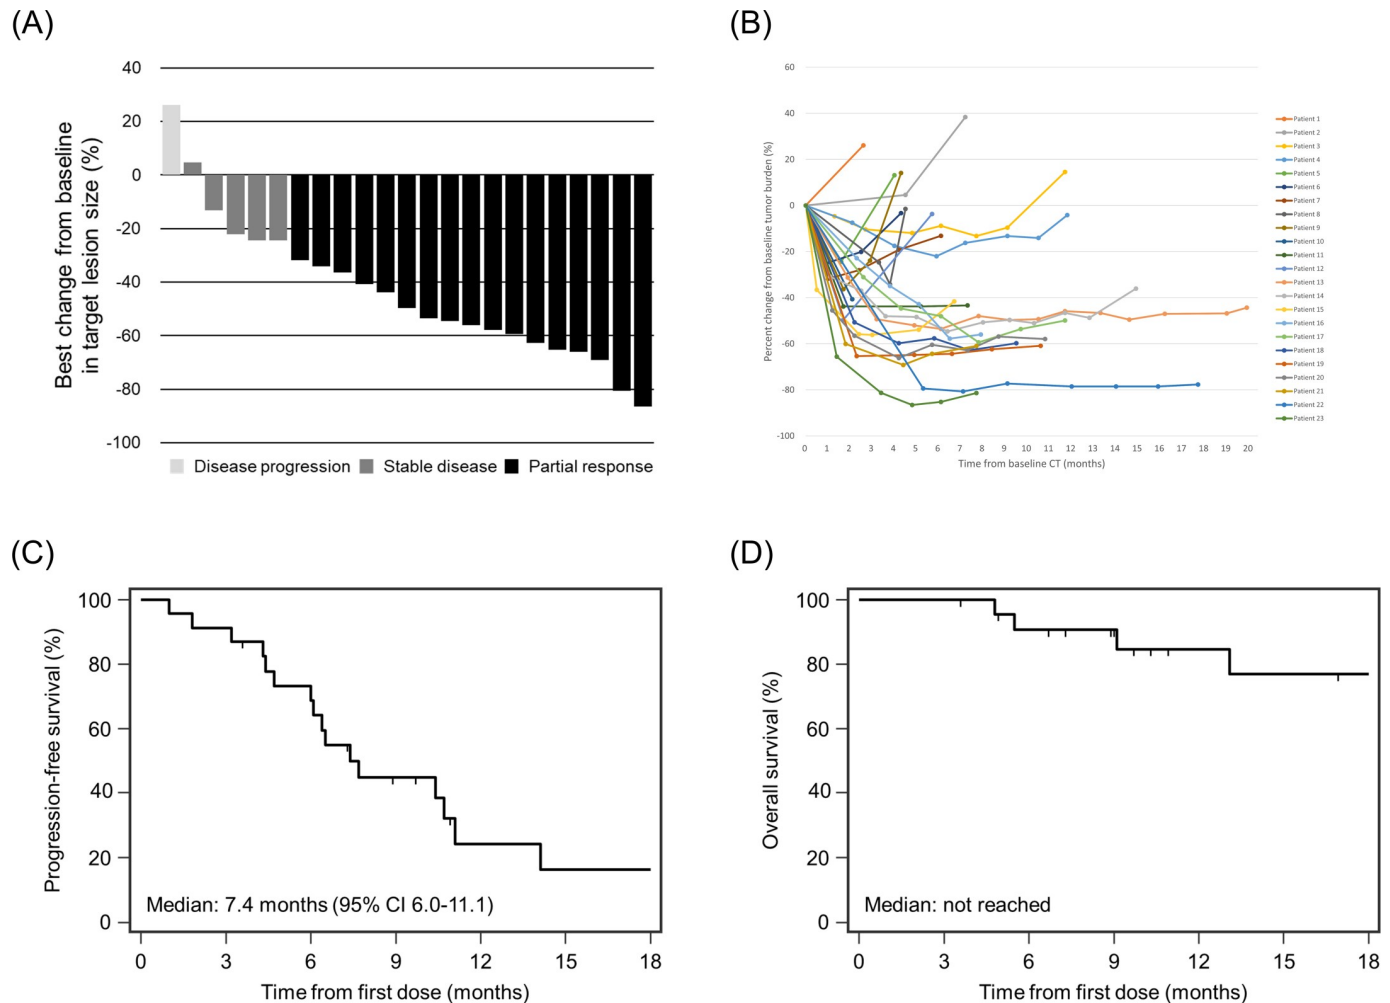 (A)
40
20
0
-20
-40
-60
-80
-100
Best change from baseline
in target lesion size (%)
Disease progression
Stable disease
Partial response
(B)
60
40
20
0
-20
-40
-60
-80
-100
Percent change from baseline tumor burden (%)
0 1 2 3 4 5 6 7 8 9 10 11 12 13 14 15 16 17 18 19 20
Time from baseline CT (months)
Patient 1
Patient 2
Patient 3
Patient 4
Patient 5
Patient 6
Patient 7
Patient 8
Patient 9
Patient 10
Patient 11
Patient 12
Patient 13
Patient 14
Patient 15
Patient 16
Patient 17
Patient 18
Patient 19
Patient 20
Patient 21
Patient 22
Patient 23
(C)
100
80
60
40
20
0
Progression-free survival (%)
Median: 7.4 months (95% CI 6.0-11.1)
0 3 6 9 12 15 18
Time from first dose (months)
(D)
100
80
60
40
20
0
Overall survival (%)
Median: not reached
0 3 6 9 12 15 18
Time from first dose (months)